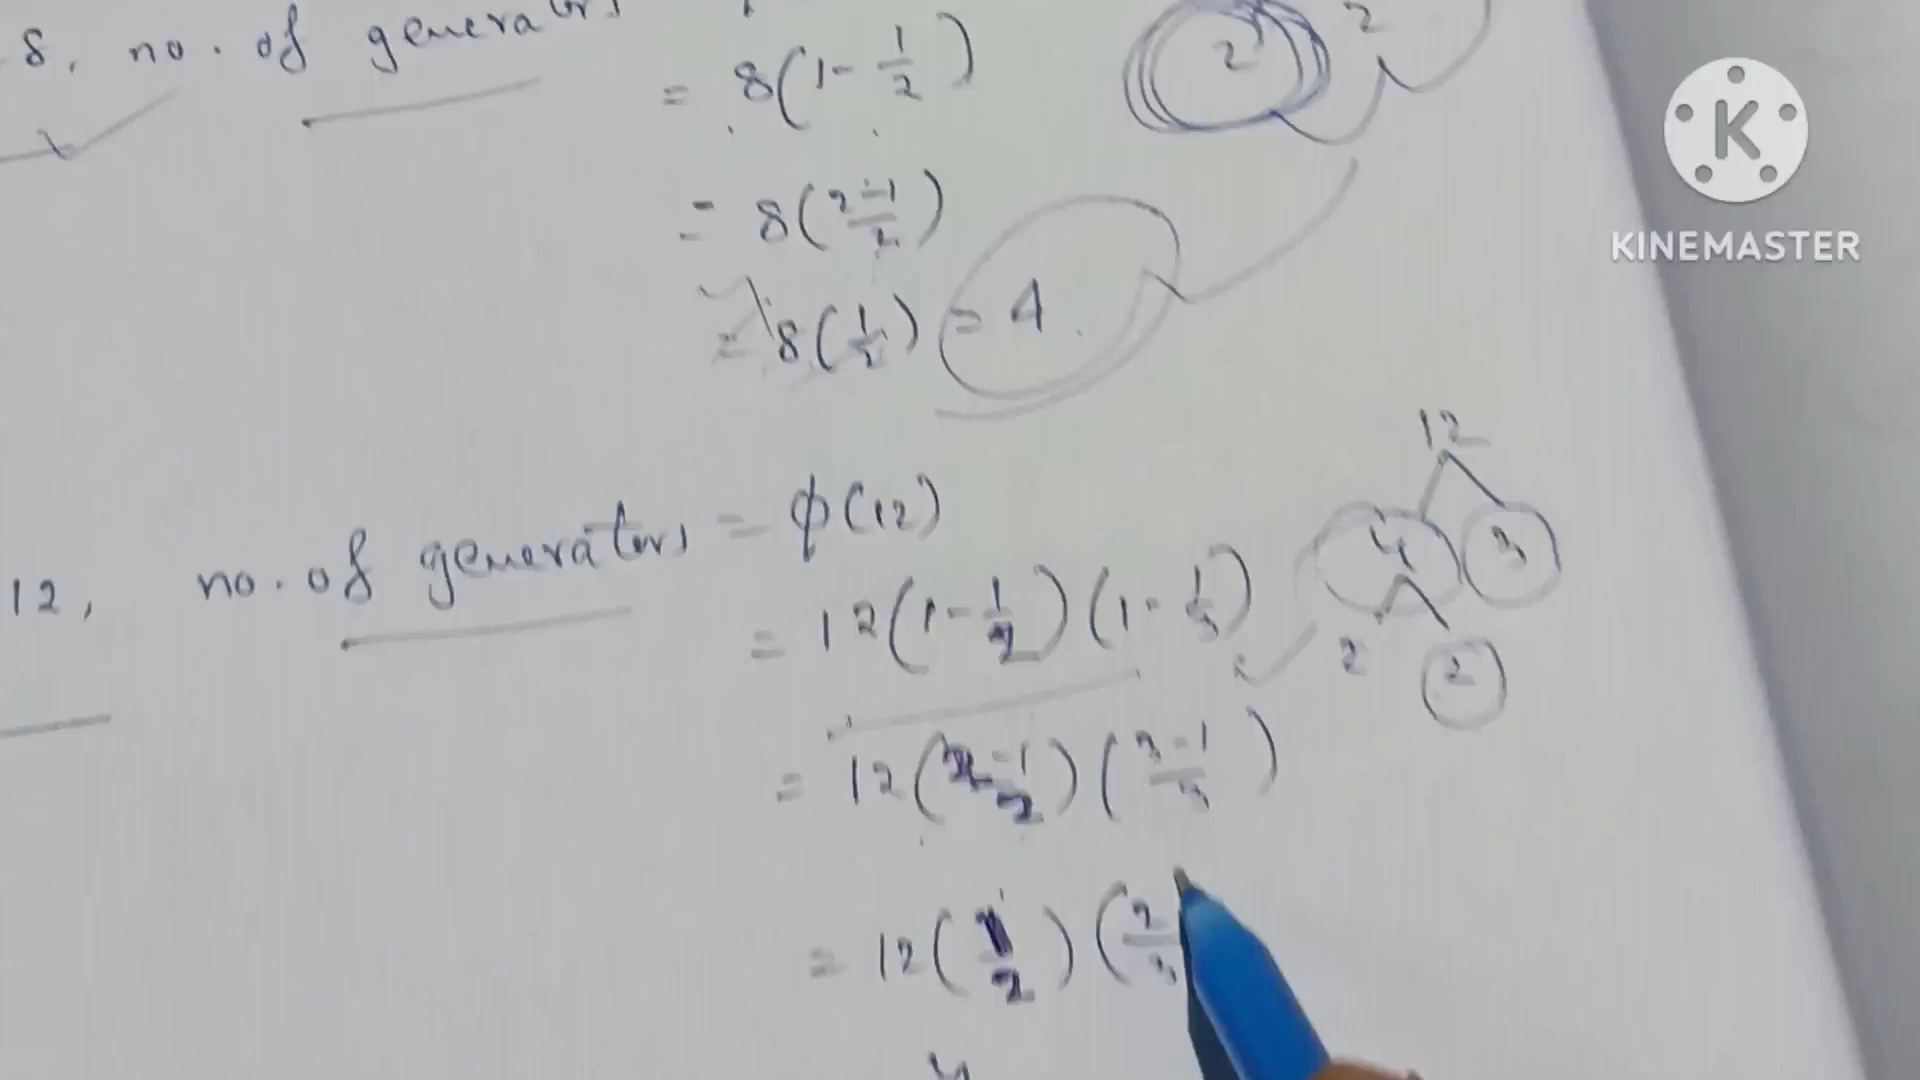 8, no. of generators
= 8(1-1/2)
= 8(2-1/2)
= 8(1/2) = 4
2
2
12, no. of generators = φ(12)
= 12(1-1/2)(1-1/3)
= 12(2-1/2)(3-1/3)
= 12(1/2)(2/3
12
4 3
2 2
K
KINEMASTER